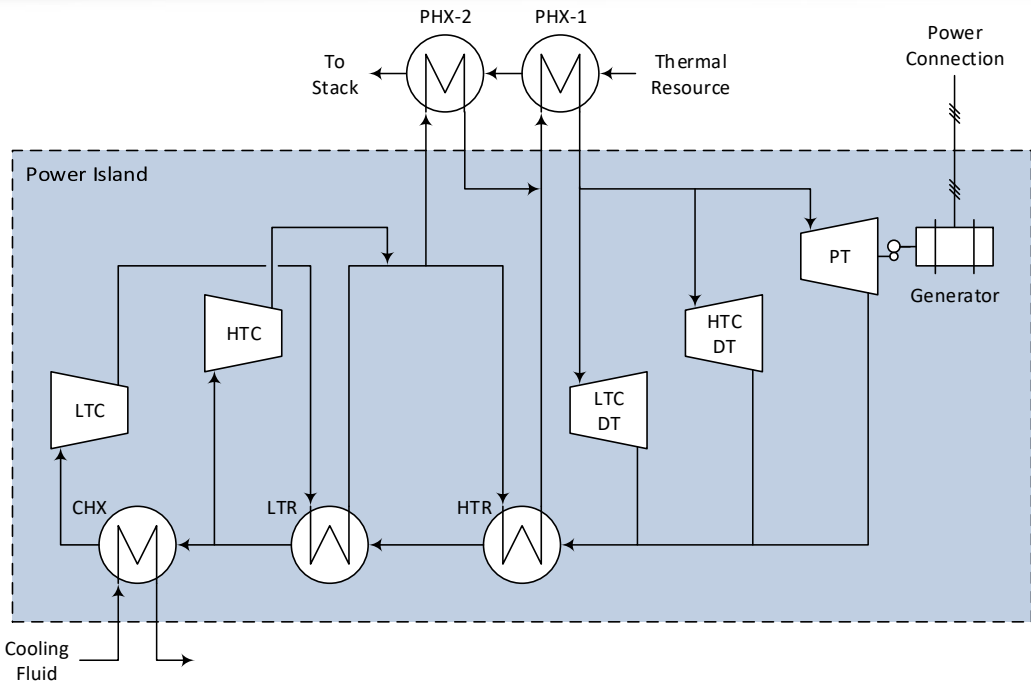 PHX-2
PHX-1
Power
Connection
To
Stack
Thermal
Resource
Power Island
PT
Generator
HTC
HTC
DT
LTC
LTC
DT
CHX
LTR
HTR
Cooling
Fluid